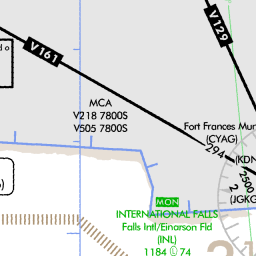 V161
V129
MCA
V218 7800S
V505 7800S
Fort Frances Mun
(CYAG)
294
(KDN
2500
2
(JGKG
MON
INTERNATIONAL FALLS
Falls Intl/Einarson Fld
(INL)
1184 74